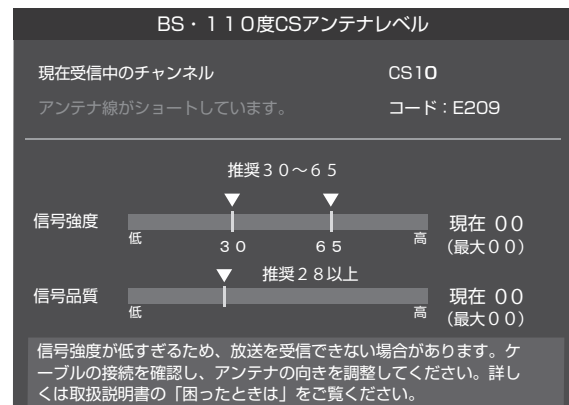 BS・110度CSアンテナレベル
現在受信中のチャンネル CS10
アンテナ線がショートしています。 コード：E209
推奨30～65
信号強度 低 30 65 高 現在 00
(最大00)
推奨28以上
信号品質 低 高 現在 00
(最大00)
信号強度が低すぎるため、放送を受信できない場合があります。ケ
ーブルの接続を確認し、アンテナの向きを調整してください。詳し
くは取扱説明書の「困ったときは」をご覧ください。